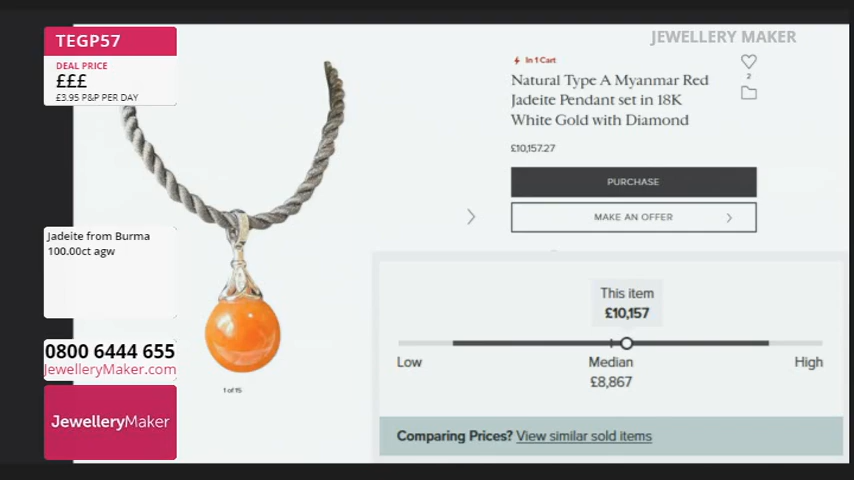 TEGP57
DEAL PRICE
£££
£3.95 P&P PER DAY
Jadeite from Burma
100.00ct agw
0800 6444 655
JewelleryMaker.com
JewelleryMaker
1 of 15
JEWELLERY MAKER
In 1 Cart
2
Natural Type A Myanmar Red
Jadeite Pendant set in 18K
White Gold with Diamond
£10,157.27
PURCHASE
MAKE AN OFFER
This item
£10,157
Low
Median
High
£8,867
Comparing Prices? View similar sold items